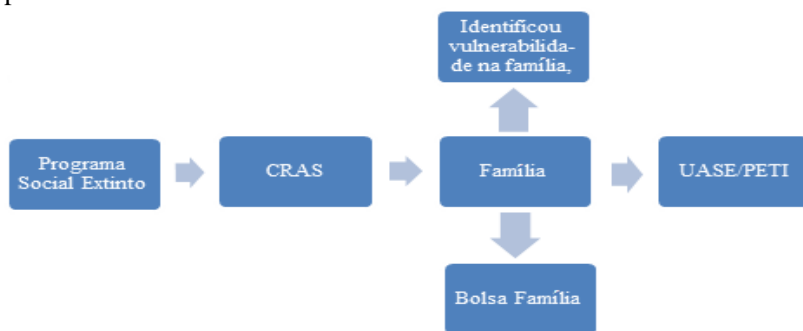 Identificou
vulnerabilida-
de na família,
Programa
Social Extinto
CRAS
Família
UASE/PETI
Bolsa Família